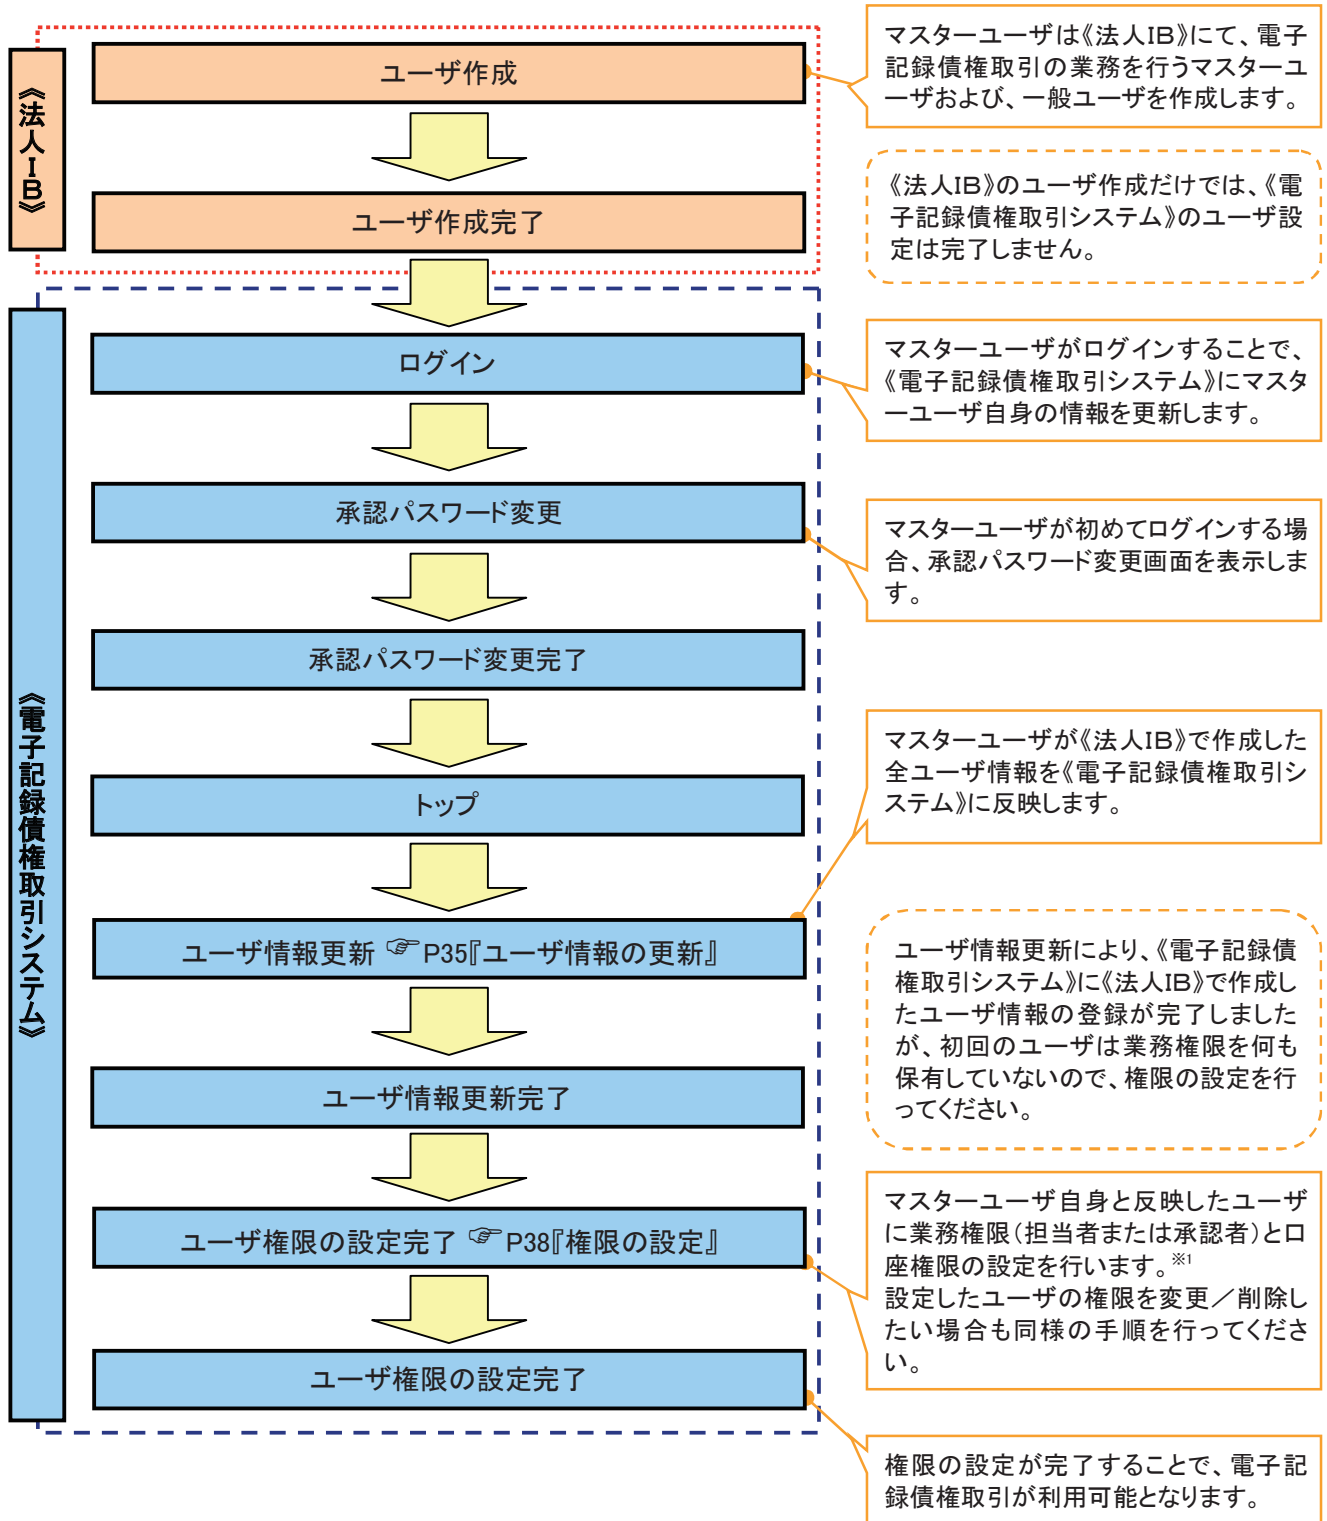 《法人IB》
ユーザ作成
マスターユーザは《法人IB》にて、電子
記録債権取引の業務を行うマスターユ
ーザおよび、一般ユーザを作成します。
《法人IB》のユーザ作成だけでは、《電
子記録債権取引システム》のユーザ設
定は完了しません。
ユーザ作成完了
《電子記録債権取引システム》
ログイン
マスターユーザがログインすることで、
《電子記録債権取引システム》にマスタ
ーユーザ自身の情報を更新します。
承認パスワード変更
マスターユーザが初めてログインする場
合、承認パスワード変更画面を表示しま
す。
承認パスワード変更完了
トップ
マスターユーザが《法人IB》で作成した
全ユーザ情報を《電子記録債権取引シ
ステム》に反映します。
ユーザ情報更新 ☞P35『ユーザ情報の更新』
ユーザ情報更新により、《電子記録債
権取引システム》に《法人IB》で作成し
たユーザ情報の登録が完了しました
が、初回のユーザは業務権限を何も
保有していないので、権限の設定を行
ってください。
ユーザ情報更新完了
ユーザ権限の設定完了 ☞P38『権限の設定』
マスターユーザ自身と反映したユーザ
に業務権限(担当者または承認者)と口
座権限の設定を行います。※1
設定したユーザの権限を変更／削除し
たい場合も同様の手順を行ってくださ
い。
ユーザ権限の設定完了
権限の設定が完了することで、電子記
録債権取引が利用可能となります。